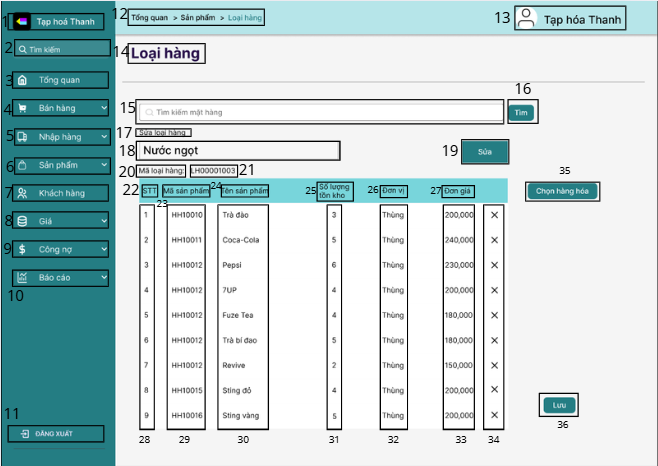 1 Tạp hoá Thanh
12 Tổng quan > Sản phẩm > Loại hàng
13 Tạp hóa Thanh
2 Tìm kiếm
14 Loại hàng
3 Tổng quan
4 Bán hàng
5 Nhập hàng
6 Sản phẩm
7 Khách hàng
8 Giá
9 Công nợ
Báo cáo
10
11
ĐĂNG XUẤT
15 Tìm kiếm mặt hàng
16
Tìm
17 Sửa loại hàng
18 Nước ngọt
19 Sửa
20 Mã loại hàng: LH00001003 21
22 STT 23 Mã sản phẩm 24 Tên sản phẩm 25 Số lượng tồn kho 26 Đơn vị 27 Đơn giá
35
Chọn hàng hóa
1 HH10010 Trà đào 3 Thùng 200,000 ×
2 HH10011 Coca-Cola 5 Thùng 240,000 ×
3 HH10012 Pepsi 6 Thùng 230,000 ×
4 HH10012 7UP 4 Thùng 200,000 ×
5 HH10012 Fuze Tea 4 Thùng 180,000 ×
6 HH10012 Trà bí đao 5 Thùng 180,000 ×
7 HH10012 Revive 2 Thùng 150,000 ×
8 HH10015 Sting đỏ 4 Thùng 200,000 ×
9 HH10016 Sting vàng 5 Thùng 200,000 ×
28 29 30 31 32 33 34
Lưu
36